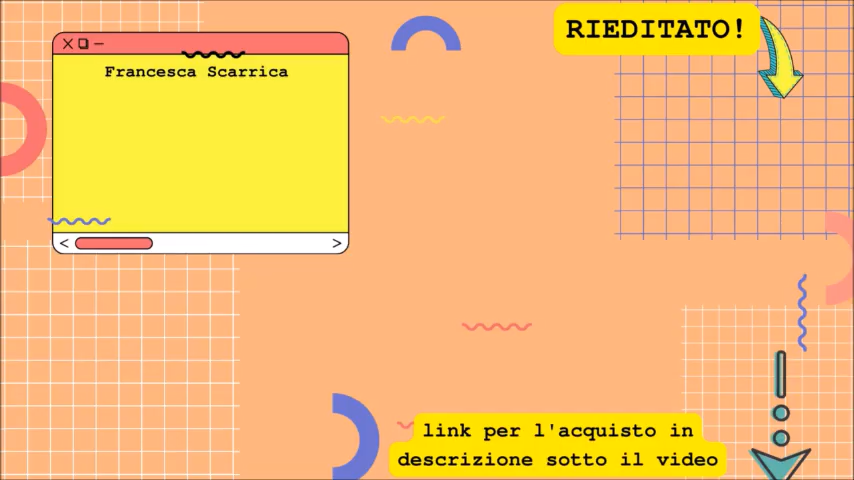 RIEDITATO!
Francesca Scarrica
link per l'acquisto in
descrizione sotto il video